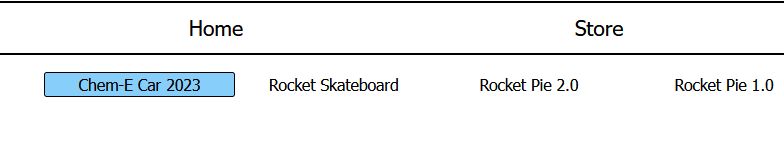 Home Store
Chem-E Car 2023 Rocket Skateboard Rocket Pie 2.0 Rocket Pie 1.0